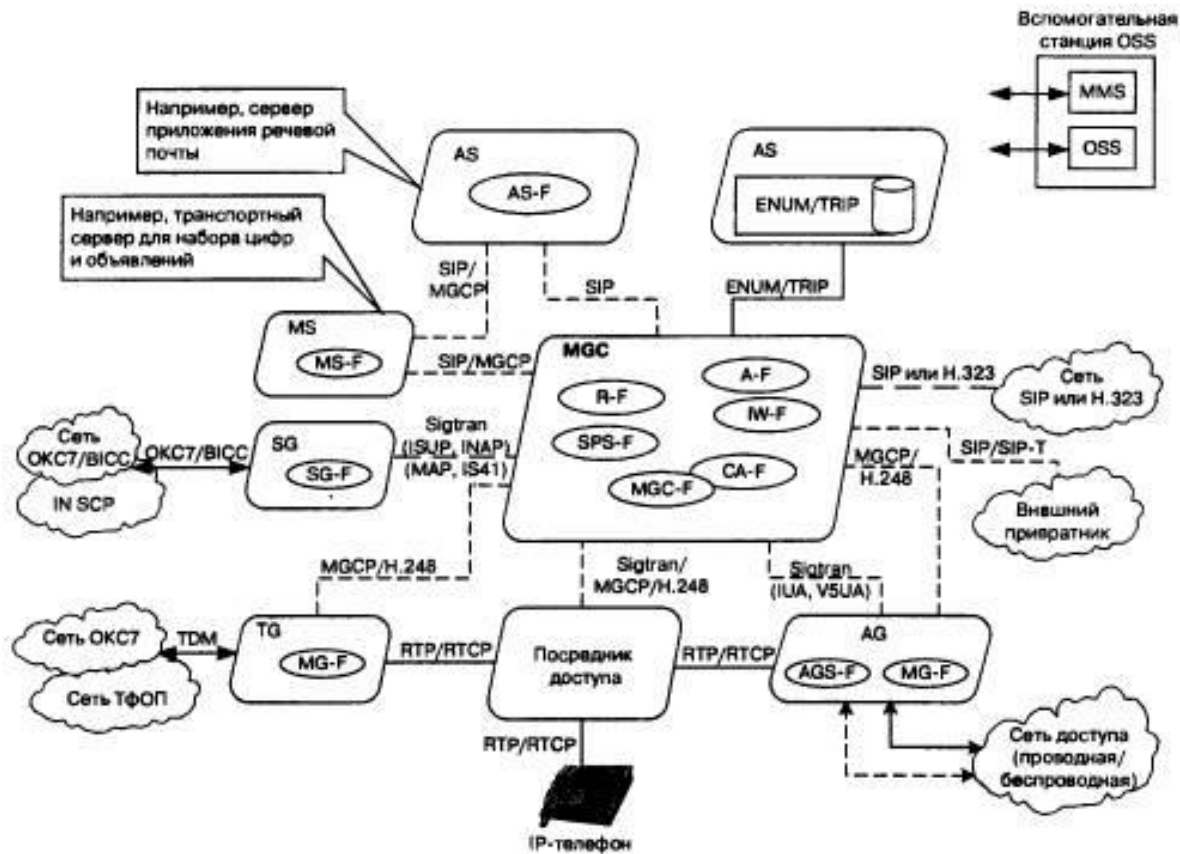 Вспомогательная
станция OSS
MMS
OSS
Например, сервер
приложения речевой
почты
AS
AS-F
AS
ENUM/TRIP
Например, транспортный
сервер для набора цифр
и объявлений
SIP/
MGCP
SIP
ENUM/TRIP
MS
MS-F
SIP/MGCP
MGC
A-F
R-F
IW-F
SPS-F
CA-F
MGC-F
SIP или H.323
Сеть
SIP или H.323
Сеть
ОКС7/BICC
IN SCP
ОКС7/BICC
SG
SG-F
Sigtran
(ISUP, INAP)
(MAP, IS41)
MGCP/
H.248
SIP/SIP-T
Внвшний
привратник
MGCP/H.248
Sigtran/
MGCP/H.248
Sigtran
(IUA, V5UA)
Сеть ОКС7
Сеть ТфОП
TDM
TG
MG-F
RTP/RTCP
Посредник
доступа
RTP/RTCP
AG
AGS-F
MG-F
RTP/RTCP
Сеть доступа
(проводная/
беспроводная)
IP-телефон